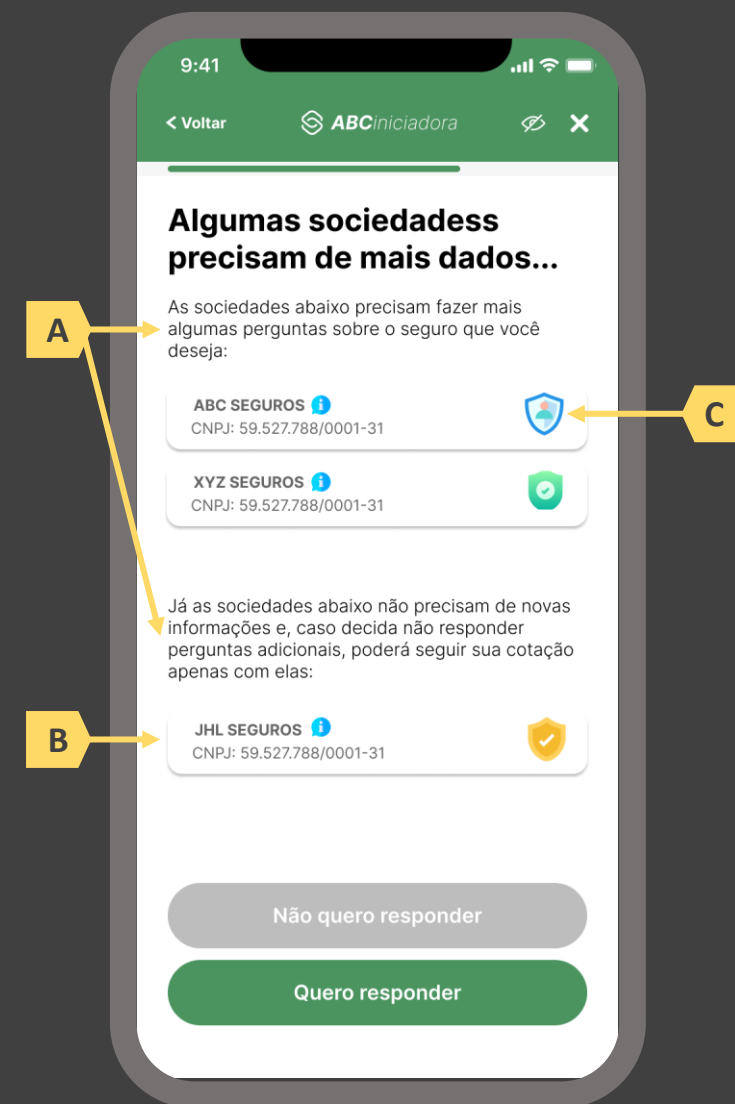 9:41
< Voltar
ABCiniciadora
Algumas sociedadess
precisam de mais dados...
As sociedades abaixo precisam fazer mais
algumas perguntas sobre o seguro que você
deseja:
A
ABC SEGUROS i
CNPJ: 59.527.788/0001-31
C
XYZ SEGUROS i
CNPJ: 59.527.788/0001-31
Já as sociedades abaixo não precisam de novas
informações e, caso decida não responder
perguntas adicionais, poderá seguir sua cotação
apenas com elas:
B
JHL SEGUROS i
CNPJ: 59.527.788/0001-31
Não quero responder
Quero responder